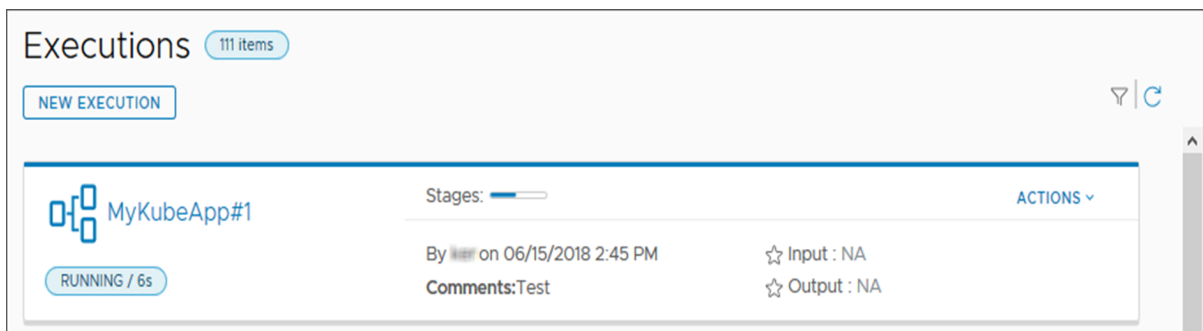 Executions 111 items
NEW EXECUTION
MyKubeApp#1
RUNNING / 6s
Stages:
ACTIONS
By on 06/15/2018 2:45 PM
Comments:Test
Input : NA
Output : NA